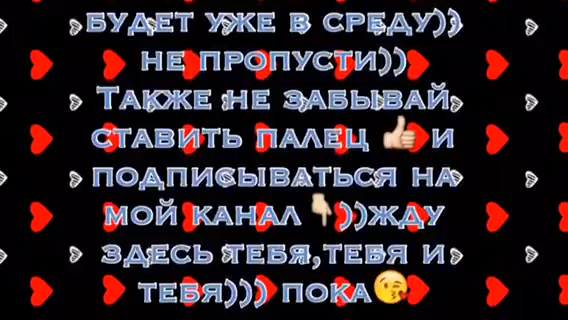 БУДЕТ УЖЕ В СРЕДУ))
НЕ ПРОПУСТИ))
ТАКЖЕ НЕ ЗАБЫВАЙ
СТАВИТЬ ПАЛЕЦ 👍🏻 И
ПОДПИСЫВАТЬСЯ НА
МОЙ КАНАЛ👇🏻))ЖДУ
ЗДЕСЬ ТЕБЯ,ТЕБЯ И
ТЕБЯ))) ПОКА😘